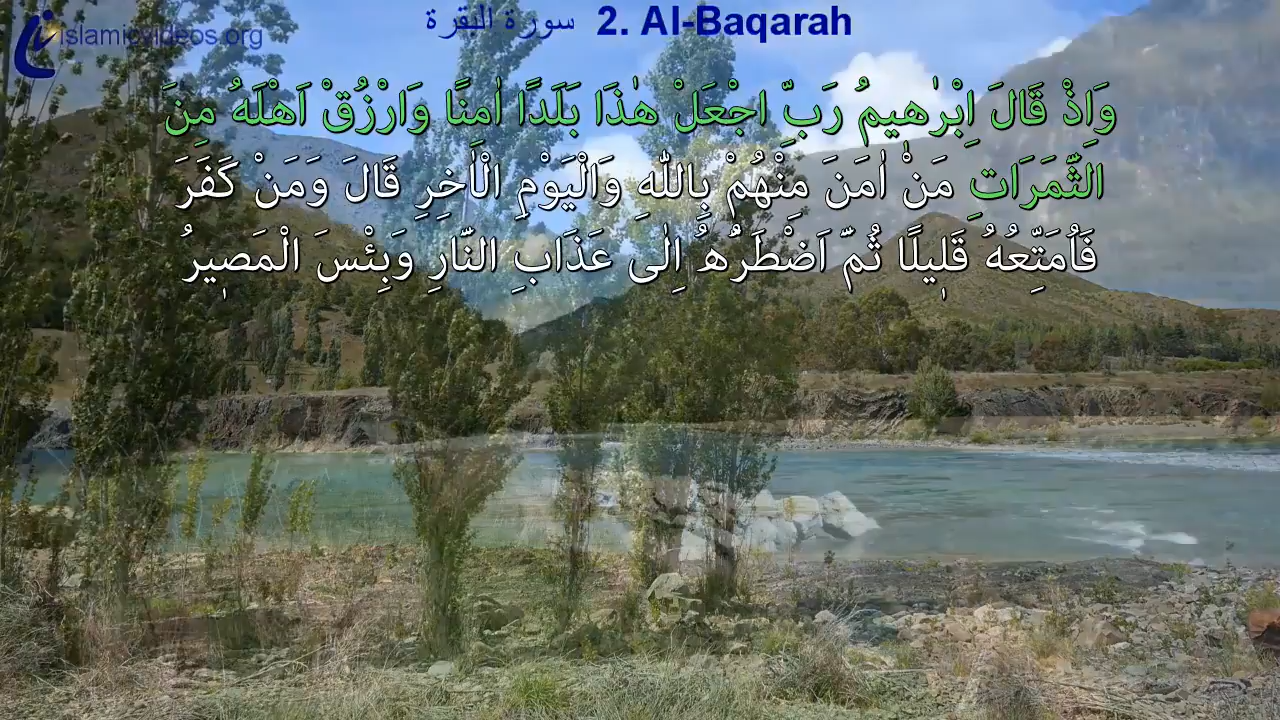 islamicvideos.org
سورة البقرة 2. Al-Baqarah
وَاِذْ قَالَ اِبْرٰهٖيمُ رَبِّ اجْعَلْ هٰذَا بَلَدًا اٰمِنًا وَارْزُقْ اَهْلَهُ مِنَ
الثَّمَرَاتِ مَنْ اٰمَنَ مِنْهُمْ بِاللّٰهِ وَالْيَوْمِ الْاٰخِرِ قَالَ وَمَنْ كَفَرَ
فَاُمَتِّعُهُ قَلٖيلًا ثُمَّ اَضْطَرُّهُ اِلٰى عَذَابِ النَّارِ وَبِئْسَ الْمَصٖيرُ